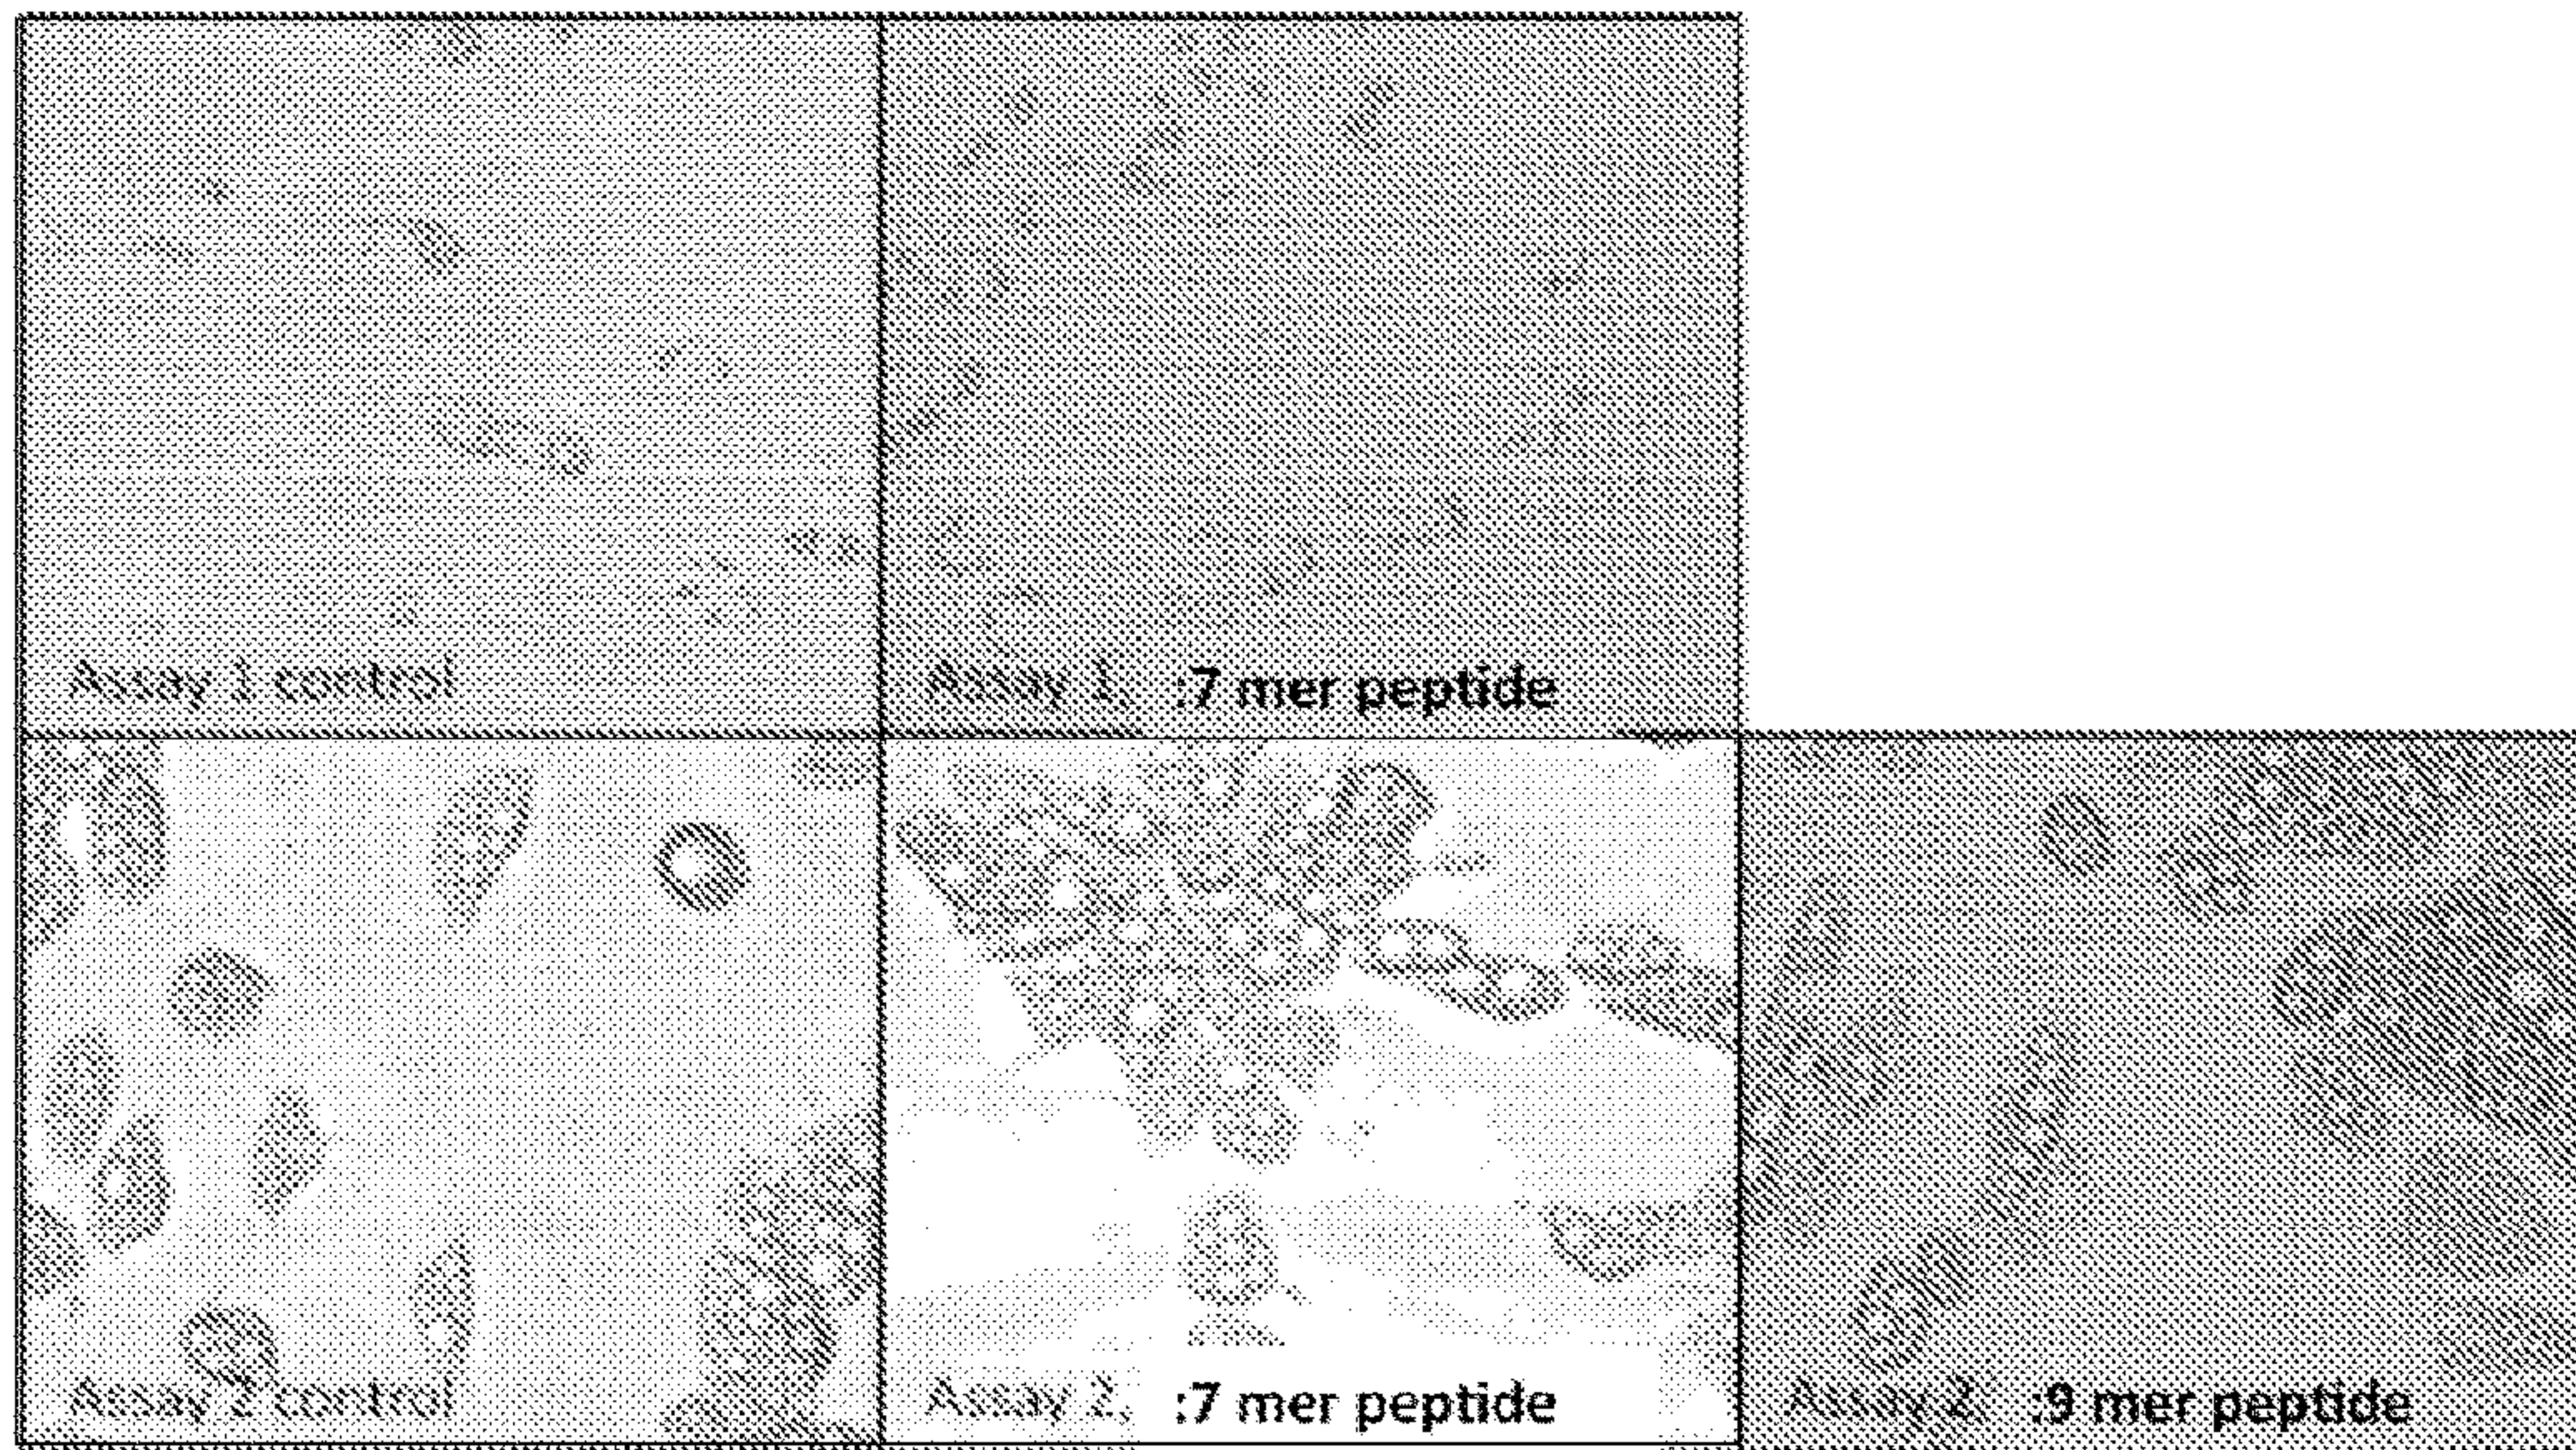 Assay 1 control
Assay 1, :7 mer peptide
Assay 2 control
Assay 2, :7 mer peptide
Assay 2, :9 mer peptide